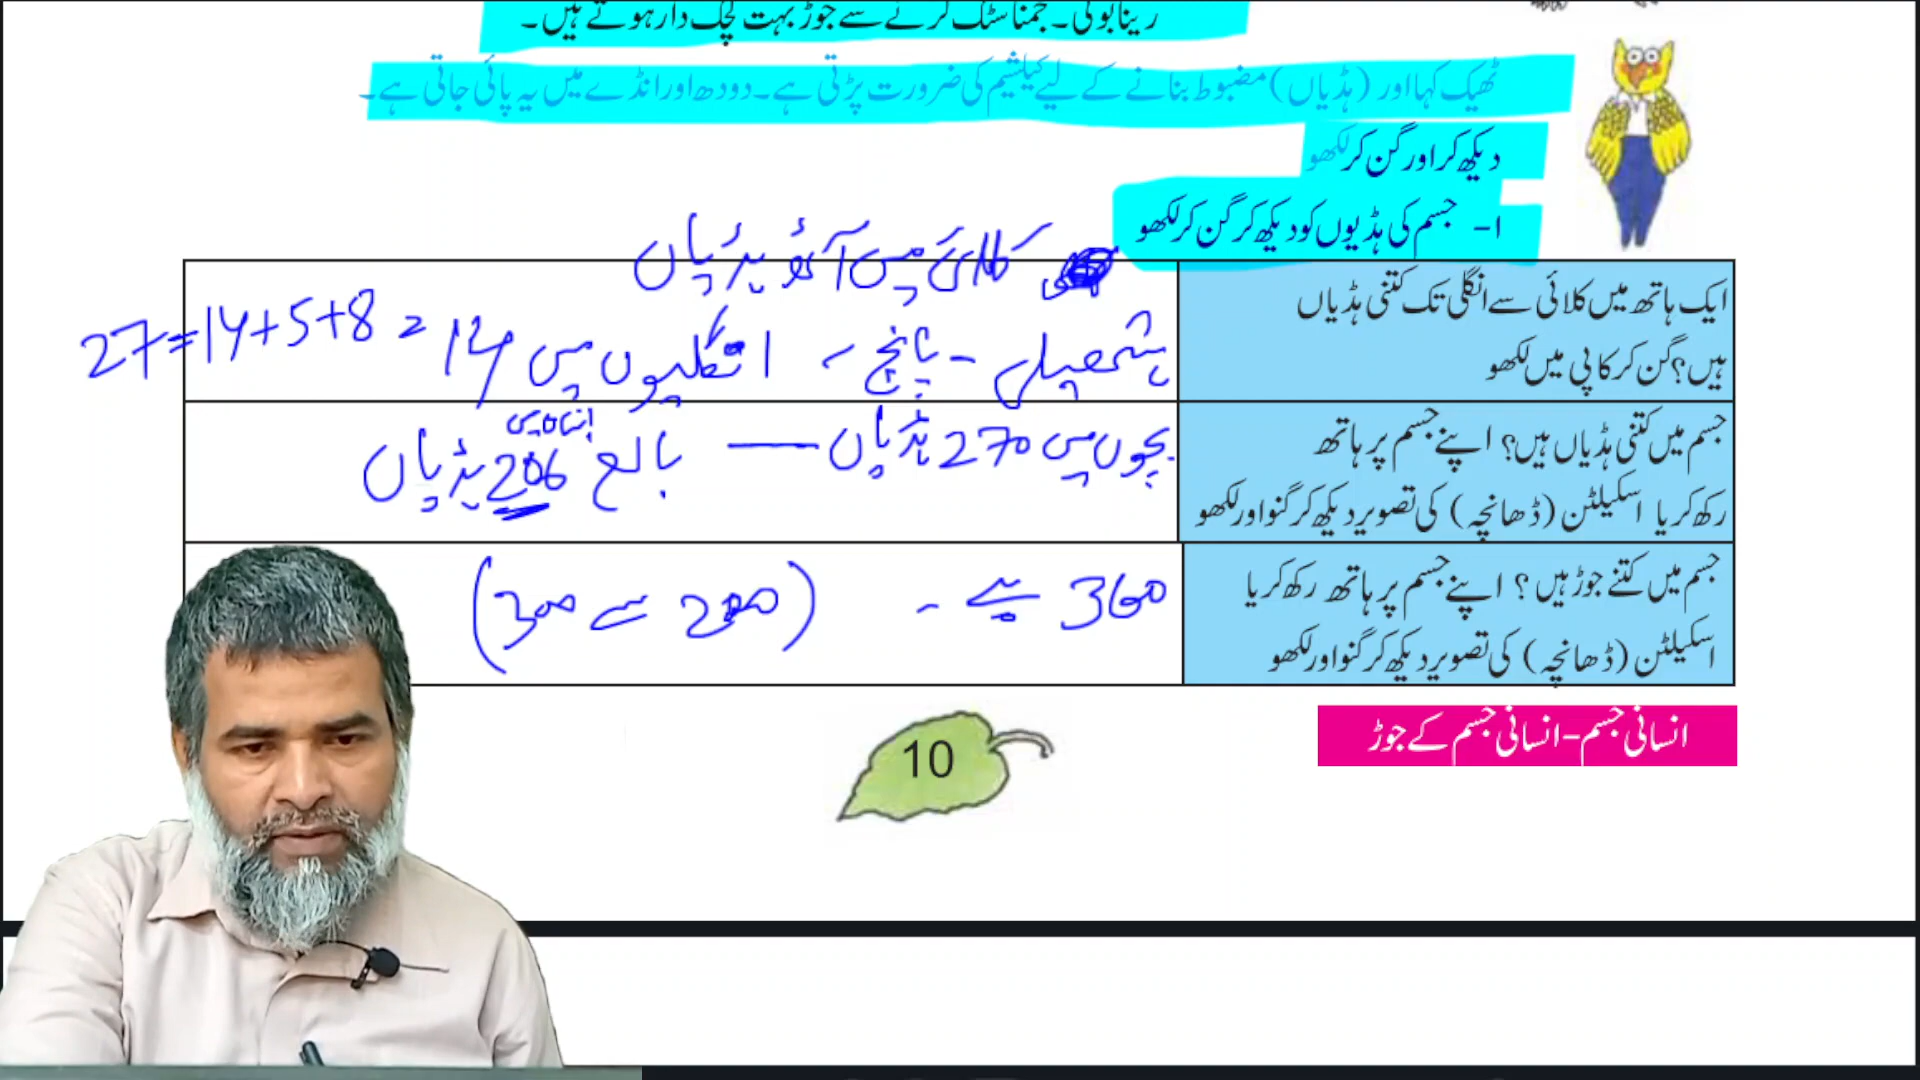 رینا بولی۔ جمناسٹک کرنے سے جوڑ بہت لچک دار ہوتے ہیں۔
ٹھیک کہا اور (ہڈیاں) مضبوط بنانے کے لیے کیلشیم کی ضرورت پڑتی ہے۔ دودھ اور انڈے میں یہ پائی جاتی ہے۔
دیکھ کر اور گن کر لکھو
۱- جسم کی ہڈیوں کو دیکھ کر گن کر لکھو
ایک ہاتھ میں کلائی سے انگلی تک کتنی ہڈیاں
ہیں؟ گن کر کاپی میں لکھو
کلائی میں آٹھ ہڈیاں
ہتھیلی - پانچ - انگلیوں میں 14
27=14+5+8 =
جسم میں کتنی ہڈیاں ہیں؟ اپنے جسم پر ہاتھ
رکھ کر یا اسکیلٹن (ڈھانچہ) کی تصویر دیکھ کر گنو اور لکھو
بچوں میں 270 ہڈیاں — بالغ 206 ہڈیاں
جسم میں کتنے جوڑ ہیں؟ اپنے جسم پر ہاتھ رکھ کر یا
اسکیلٹن (ڈھانچہ) کی تصویر دیکھ کر گنو اور لکھو
360 ہے - (200 سے 300)
انسانی جسم-انسانی جسم کے جوڑ
10